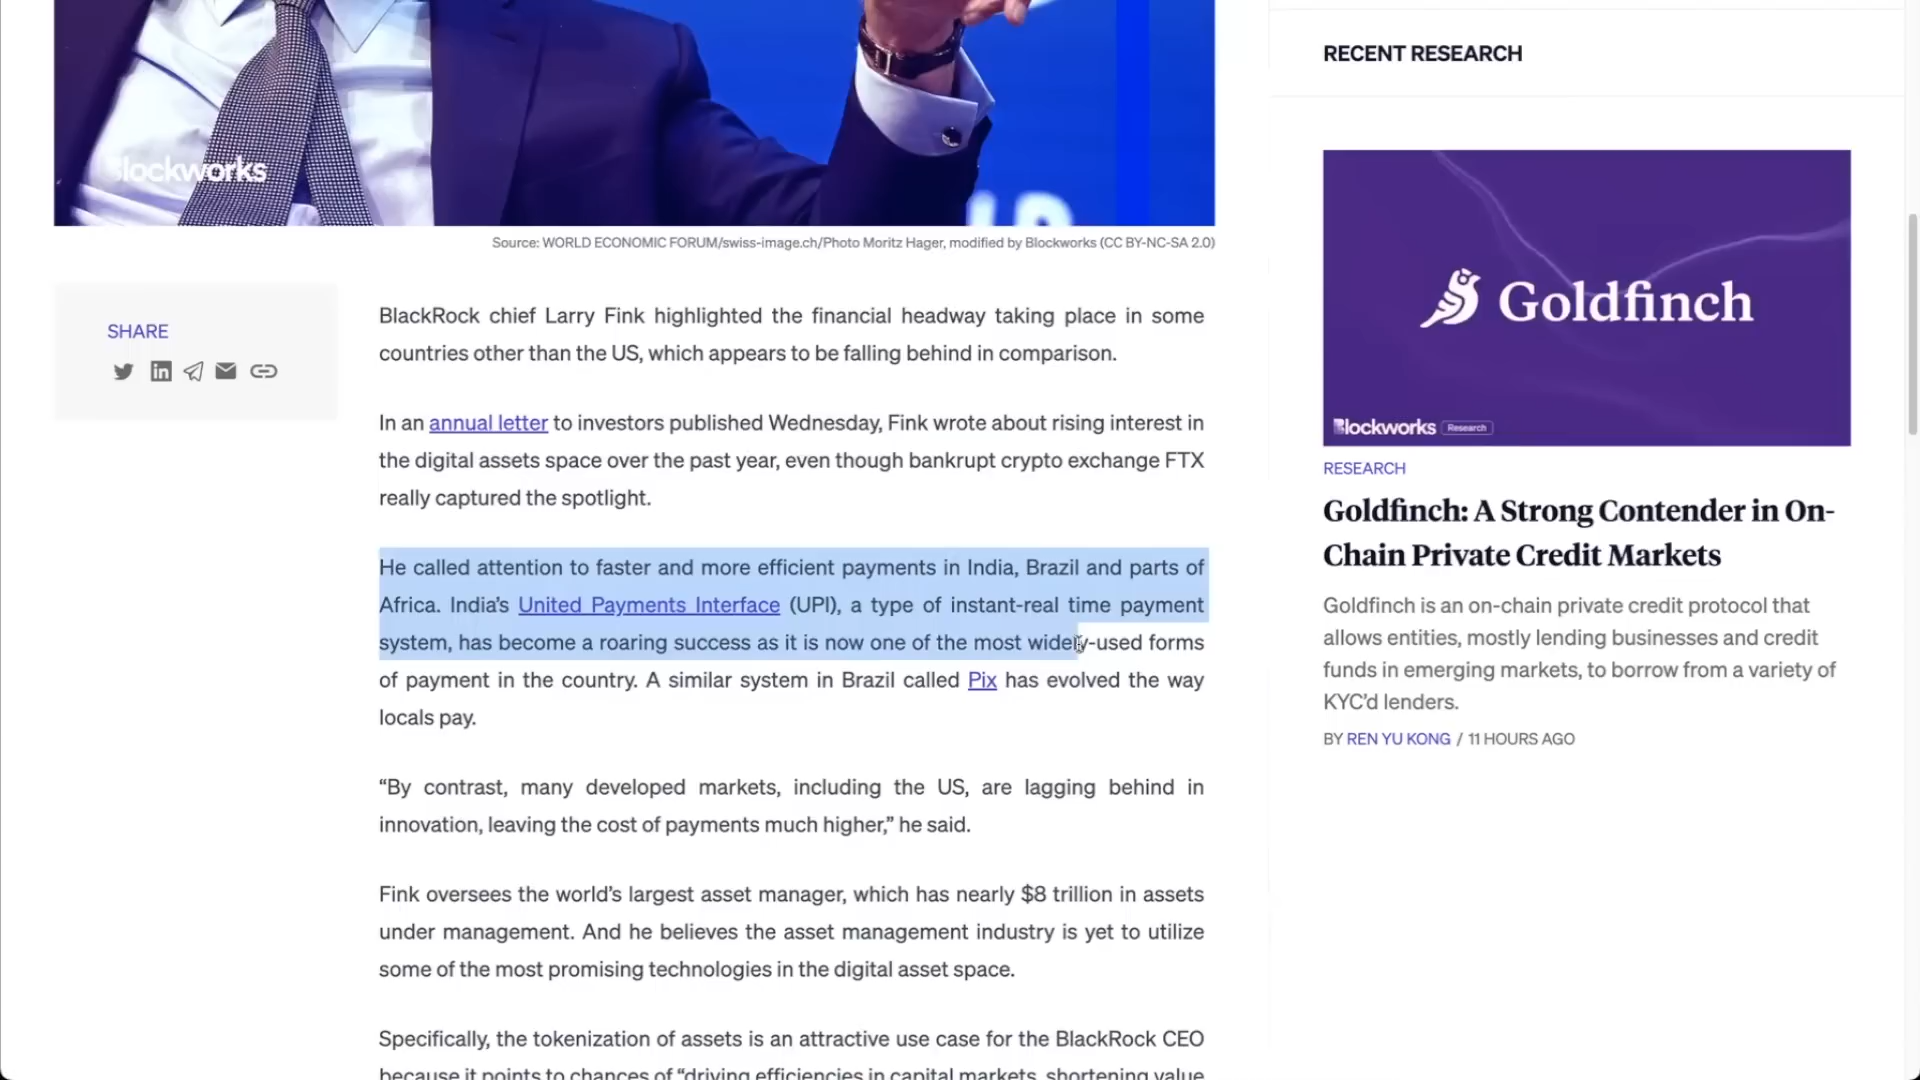 Blockworks
Source: WORLD ECONOMIC FORUM/swiss-image.ch/Photo Moritz Hager, modified by Blockworks (CC BY-NC-SA 2.0)
SHARE
BlackRock chief Larry Fink highlighted the financial headway taking place in some
countries other than the US, which appears to be falling behind in comparison.
In an annual letter to investors published Wednesday, Fink wrote about rising interest in
the digital assets space over the past year, even though bankrupt crypto exchange FTX
really captured the spotlight.
He called attention to faster and more efficient payments in India, Brazil and parts of
Africa. India’s United Payments Interface (UPI), a type of instant-real time payment
system, has become a roaring success as it is now one of the most widely-used forms
of payment in the country. A similar system in Brazil called Pix has evolved the way
locals pay.
“By contrast, many developed markets, including the US, are lagging behind in
innovation, leaving the cost of payments much higher,” he said.
Fink oversees the world’s largest asset manager, which has nearly $8 trillion in assets
under management. And he believes the asset management industry is yet to utilize
some of the most promising technologies in the digital asset space.
Specifically, the tokenization of assets is an attractive use case for the BlackRock CEO
because it points to chances of “driving efficiencies in capital markets, shortening value
RECENT RESEARCH
Goldfinch
Blockworks Research
RESEARCH
Goldfinch: A Strong Contender in On-
Chain Private Credit Markets
Goldfinch is an on-chain private credit protocol that
allows entities, mostly lending businesses and credit
funds in emerging markets, to borrow from a variety of
KYC’d lenders.
BY REN YU KONG / 11 HOURS AGO